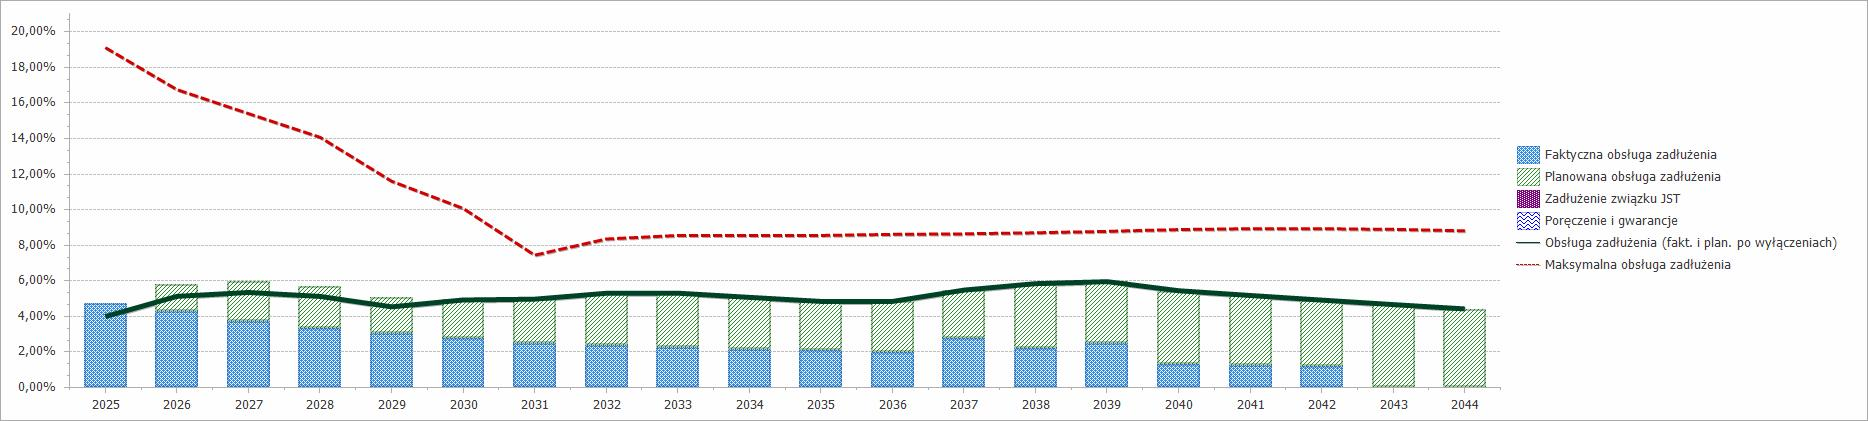 20,00%
18,00%
16,00%
14,00%
12,00%
10,00%
8,00%
6,00%
4,00%
2,00%
0,00%
2025 2026 2027 2028 2029 2030 2031 2032 2033 2034 2035 2036 2037 2038 2039 2040 2041 2042 2043 2044
Faktyczna obsługa zadłużenia
Planowana obsługa zadłużenia
Zadłużenie związku JST
Poręczenie i gwarancje
Obsługa zadłużenia (fakt. i plan. po wyłączeniach)
Maksymalna obsługa zadłużenia